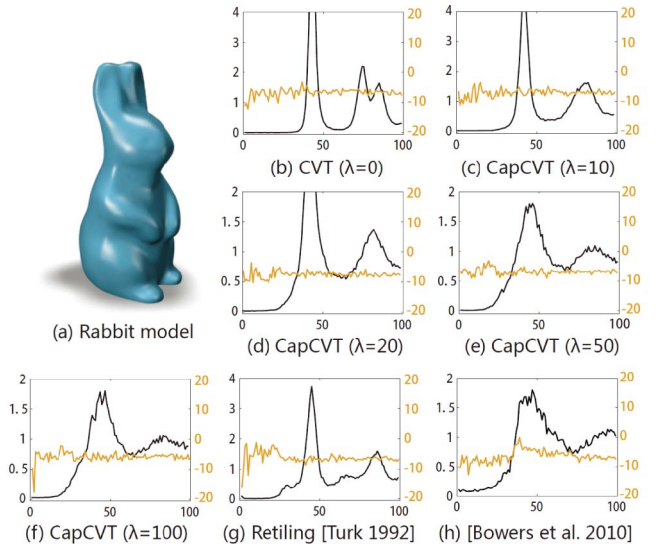 4 3 2 1 0 20 10 0 -10 -20 0 50 100
(b) CVT (λ=0)
4 3 2 1 0 20 10 0 -10 -20 0 50 100
(c) CapCVT (λ=10)
(a) Rabbit model
2 1.5 1 0.5 0 20 10 0 -10 -20 0 50 100
(d) CapCVT (λ=20)
2 1.5 1 0.5 0 20 10 0 -10 -20 0 50 100
(e) CapCVT (λ=50)
2 1.5 1 0.5 0 20 10 0 -10 -20 0 50 100
(f) CapCVT (λ=100)
4 3 2 1 0 20 10 0 -10 -20 0 50 100
(g) Retiling [Turk 1992]
2 1.5 1 0.5 0 20 10 0 -10 -20 0 50 100
(h) [Bowers et al. 2010]